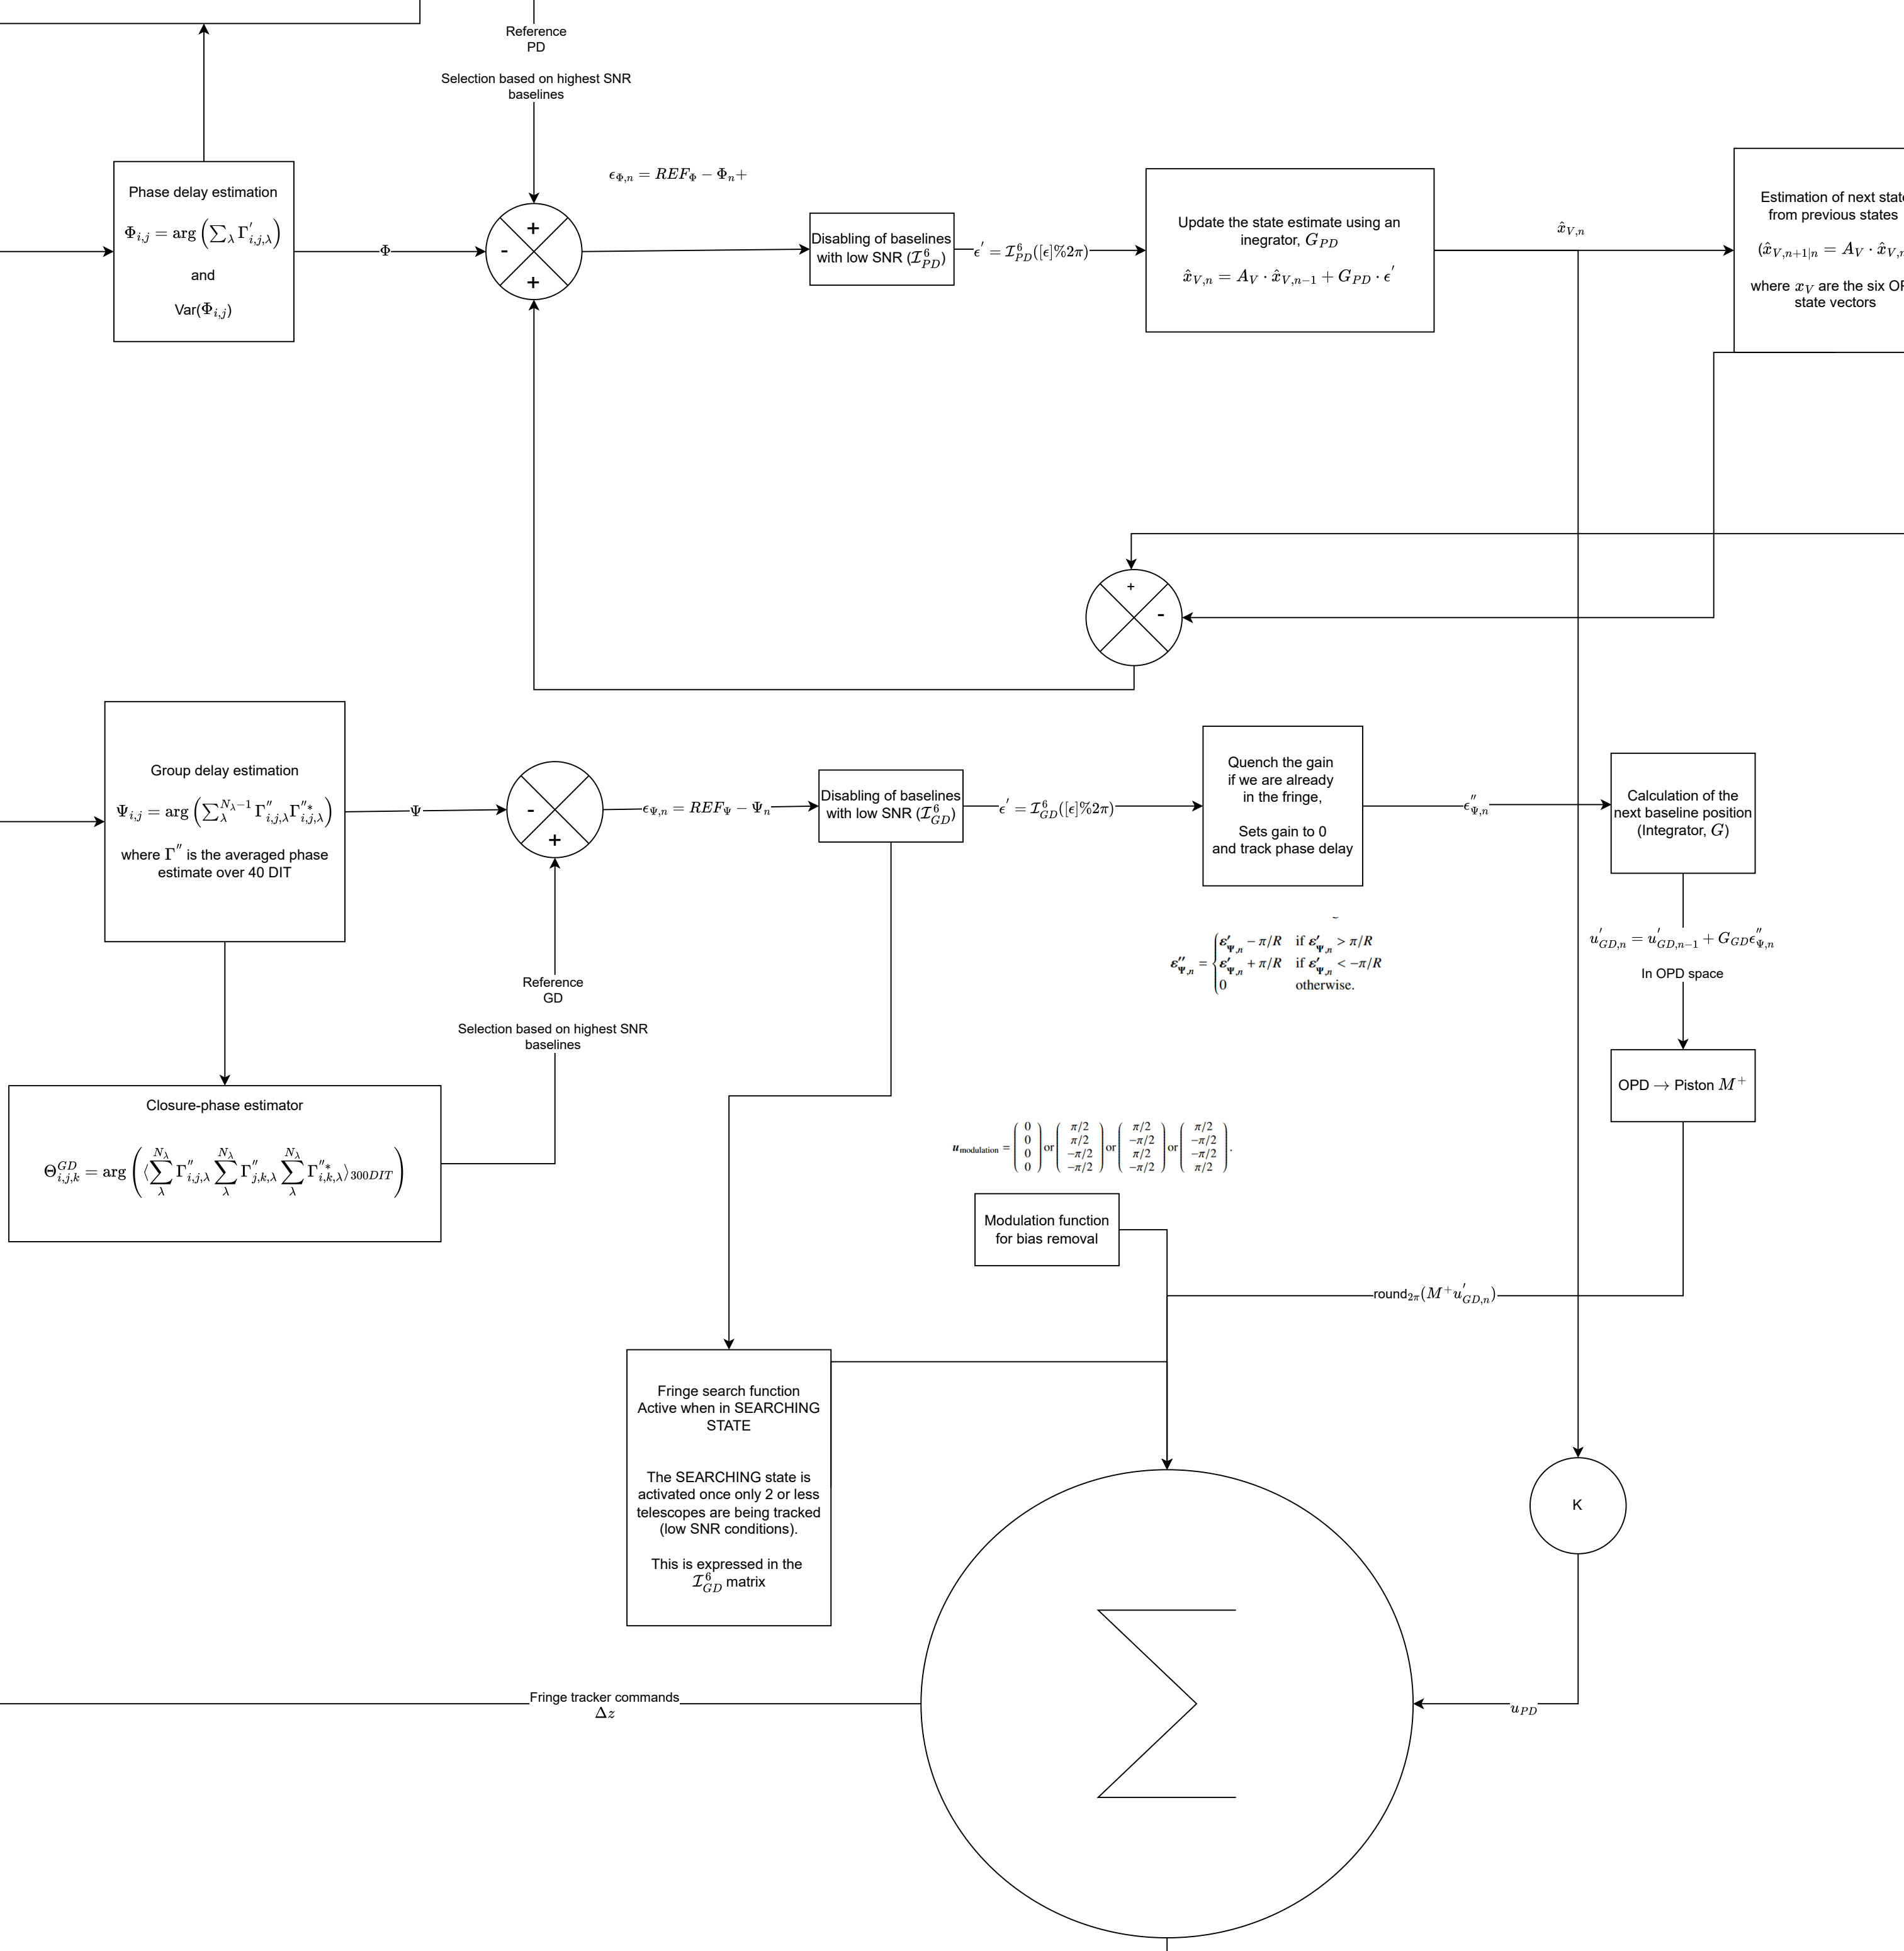 Reference
PD
Selection based on highest SNR
baselines
Phase delay estimation
Φ_{i,j} = arg(∑_λ Γ'_{i,j,λ})
and
Var(Φ_{i,j})
Φ
+
-
+
ϵ_{Φ,n} = REF_Φ − Φ_n+
Disabling of baselines
with low SNR (𝓘^6_{PD})
ϵ' = 𝓘^6_{PD}([ϵ]%2π)
Update the state estimate using an
inegrator, G_{PD}
x̂_{V,n} = A_V · x̂_{V,n−1} + G_{PD} · ϵ'
x̂_{V,n}
Estimation of next stat
from previous states
(x̂_{V,n+1|n} = A_V · x̂_{V,n
where x_V are the six OP
state vectors
+
-
Group delay estimation
Ψ_{i,j} = arg(∑_λ^{N_λ−1} Γ''_{i,j,λ} Γ''*_{i,j,λ})
where Γ'' is the averaged phase
estimate over 40 DIT
Ψ
-
+
ϵ_{Ψ,n} = REF_Ψ − Ψ_n
Disabling of baselines
with low SNR (𝓘^6_{GD})
ϵ' = 𝓘^6_{GD}([ϵ]%2π)
Quench the gain
if we are already
in the fringe,
Sets gain to 0
and track phase delay
ϵ''_{Ψ,n}
Calculation of the
next baseline position
(Integrator, G)
u'_{GD,n} = u'_{GD,n−1} + G_{GD}ϵ''_{Ψ,n}
In OPD space
OPD → Piston M^+
ε''_{Ψ,n} = { ε'_{Ψ,n} − π/R if ε'_{Ψ,n} > π/R
ε'_{Ψ,n} + π/R if ε'_{Ψ,n} < −π/R
0 otherwise.
Reference
GD
Selection based on highest SNR
baselines
Closure-phase estimator
Θ^{GD}_{i,j,k} = arg(⟨∑_λ^{N_λ} Γ''_{i,j,λ} ∑_λ^{N_λ} Γ''_{j,k,λ} ∑_λ^{N_λ} Γ''*_{i,k,λ}⟩_{300DIT})
u_{modulation} = (0 0 0 0) or (π/2 π/2 −π/2 −π/2) or (π/2 −π/2 π/2 −π/2) or (π/2 −π/2 −π/2 π/2).
Modulation function
for bias removal
round_{2π}(M^+ u'_{GD,n})
Fringe search function
Active when in SEARCHING
STATE
The SEARCHING state is
activated once only 2 or less
telescopes are being tracked
(low SNR conditions).
This is expressed in the
𝓘^6_{GD} matrix
K
∑
u_{PD}
Fringe tracker commands
Δz